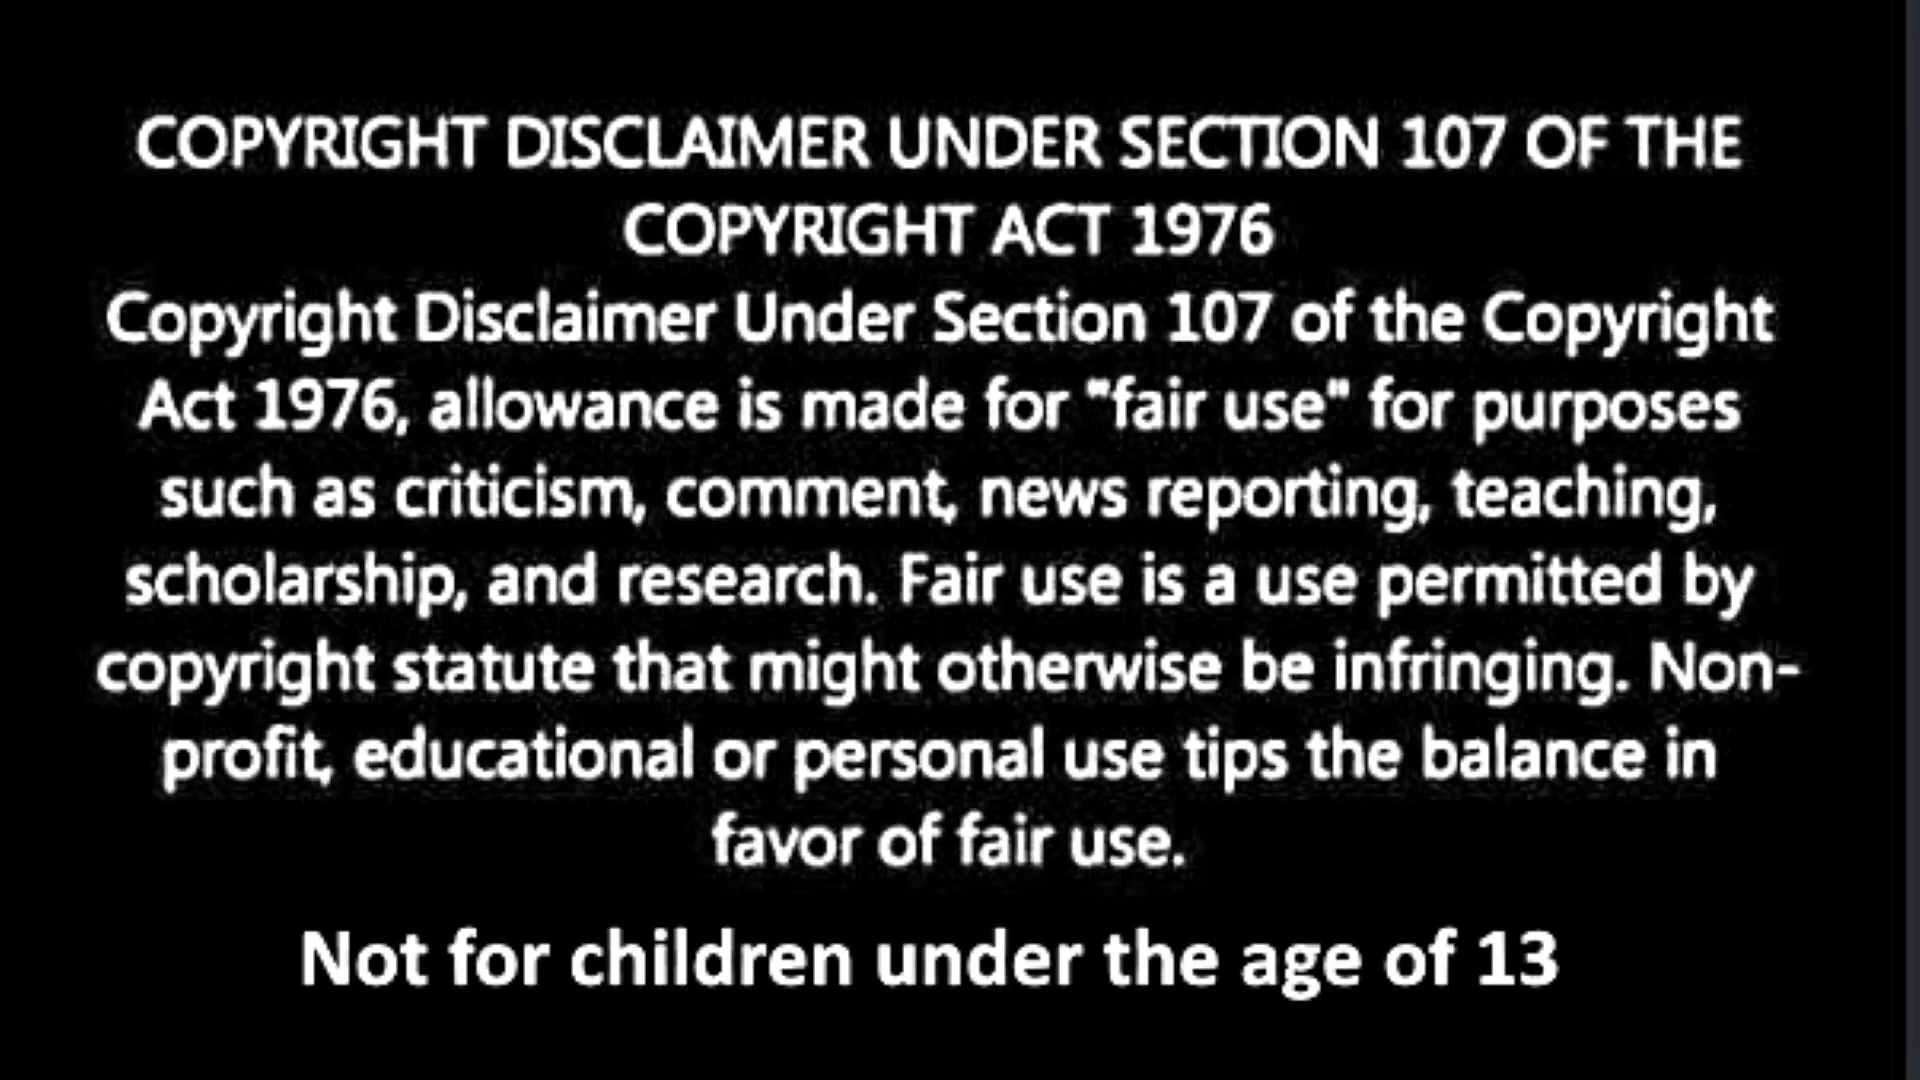 COPYRIGHT DISCLAIMER UNDER SECTION 107 OF THE
COPYRIGHT ACT 1976
Copyright Disclaimer Under Section 107 of the Copyright
Act 1976, allowance is made for "fair use" for purposes
such as criticism, comment, news reporting, teaching,
scholarship, and research. Fair use is a use permitted by
copyright statute that might otherwise be infringing. Non-
profit, educational or personal use tips the balance in
favor of fair use.
Not for children under the age of 13